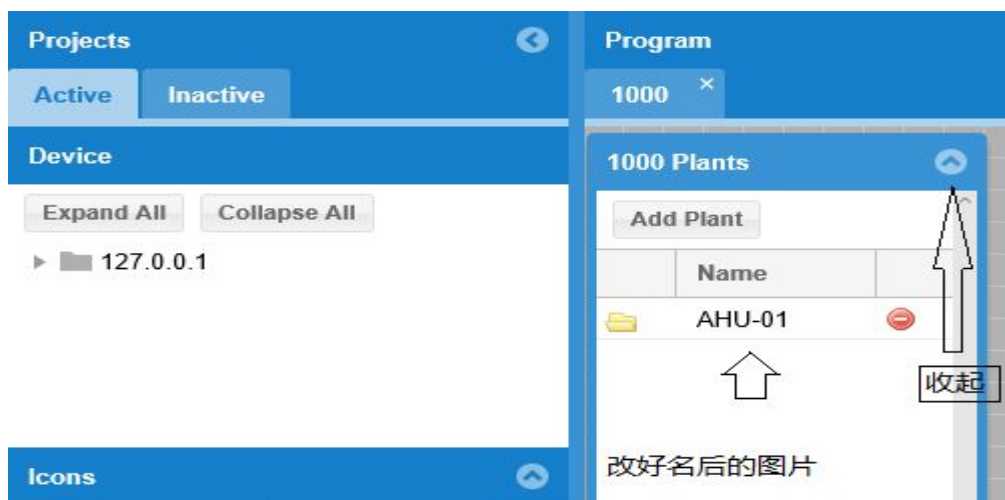 Projects
Active Inactive
Device
Expand All Collapse All
127.0.0.1
Icons
Program
1000 ×
1000 Plants
Add Plant
Name
AHU-01
收起
改好名后的图片